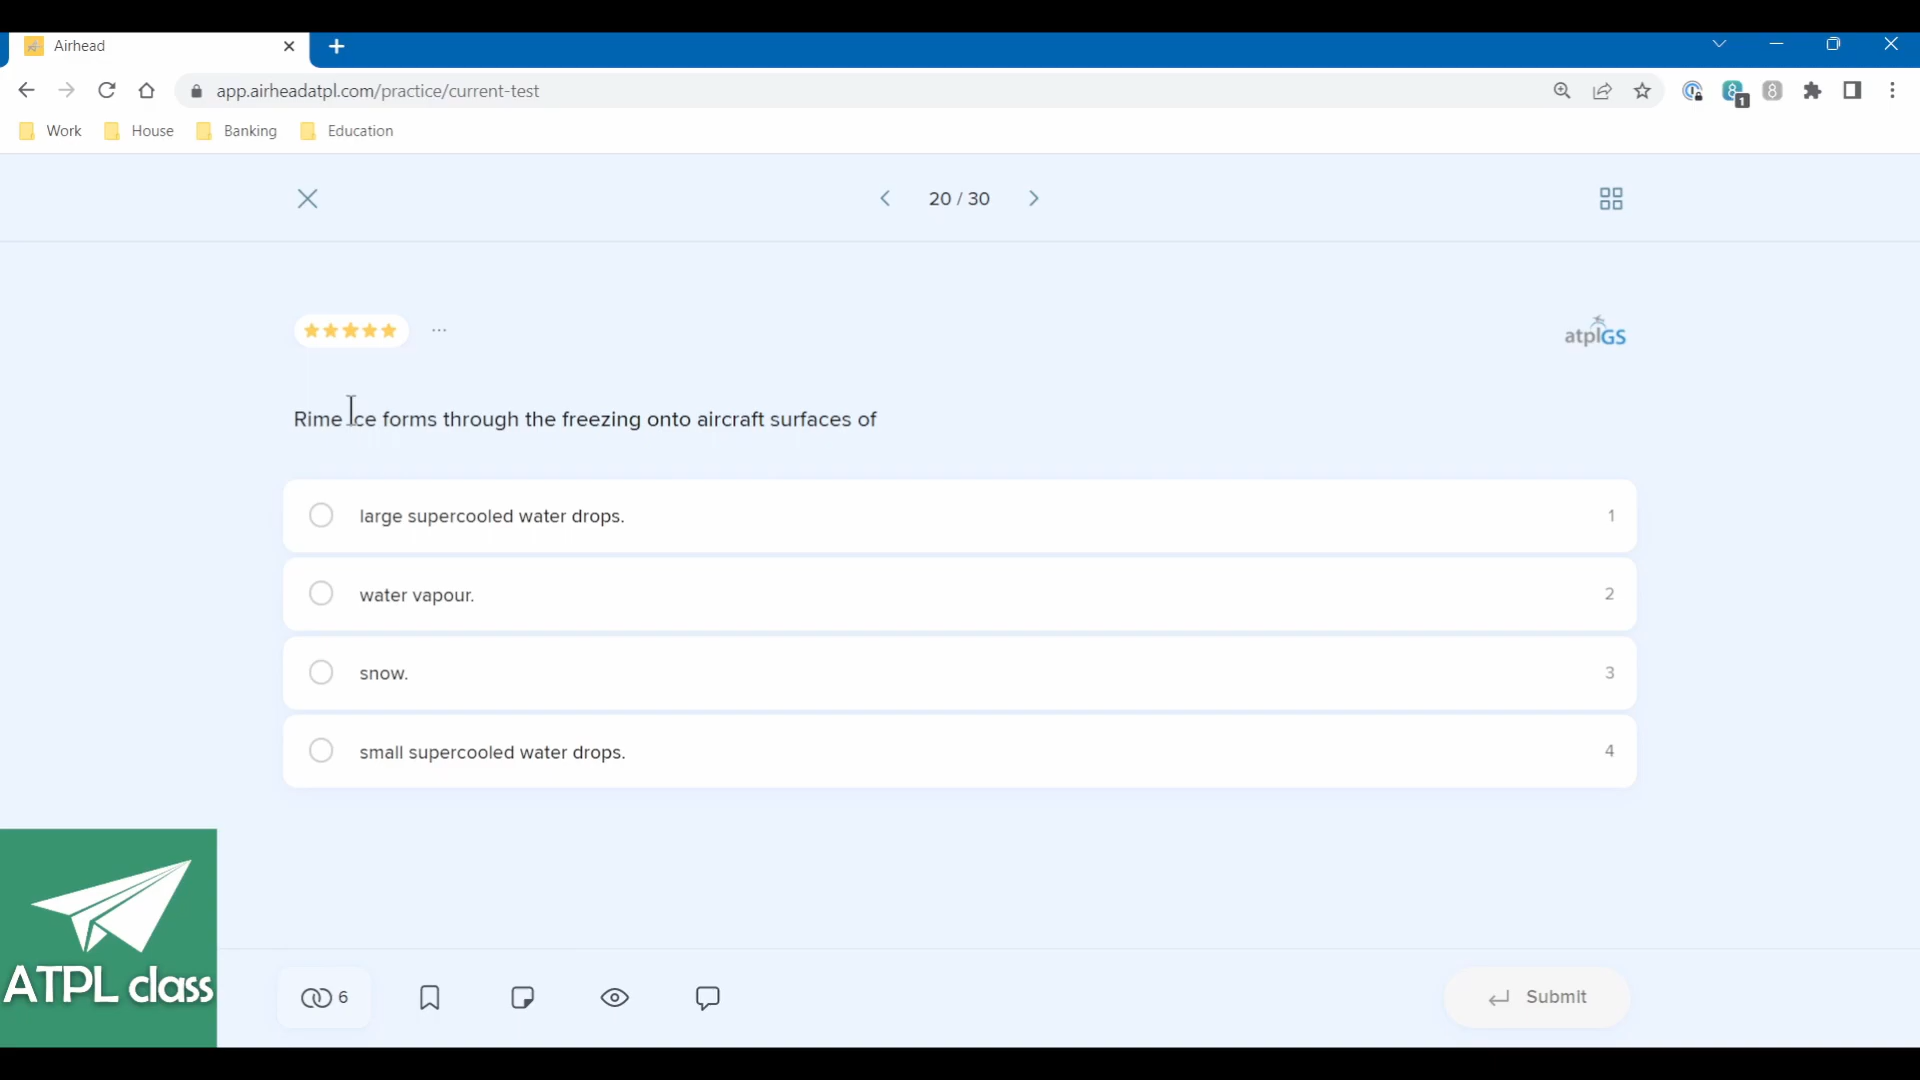 Airhead
app.airheadatpl.com/practice/current-test
1
8
Work House Banking Education
20 / 30
atplGS
Rime ice forms through the freezing onto aircraft surfaces of
large supercooled water drops. 1
water vapour. 2
snow. 3
small supercooled water drops. 4
ATPL class
6
Submit